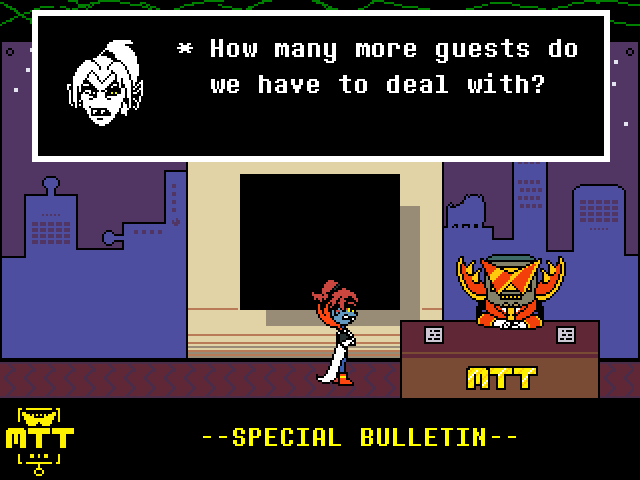 * How many more guests do
we have to deal with?
MTT
MTT
--SPECIAL BULLETIN--